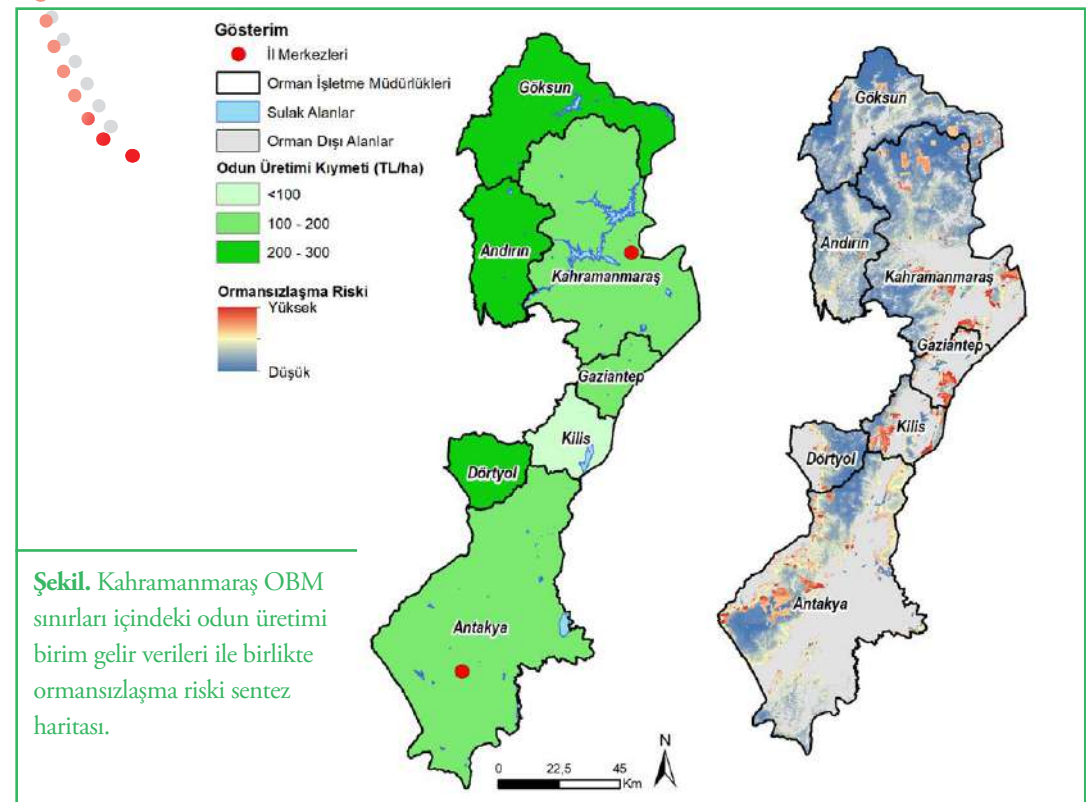 Gösterim
İl Merkezleri
Orman İşletme Müdürlükleri
Sulak Alanlar
Orman Dışı Alanlar
Odun Üretimi Kıymeti (TL/ha)
<100
100 - 200
200 - 300
Ormansızlaşma Riski
Yüksek
Düşük
Göksun
Andırın
Kahramanmaraş
Gaziantep
Kilis
Dörtyol
Antakya
Göksun
Andırın
Kahramanmaraş
Gaziantep
Kilis
Dörtyol
Antakya
N
0 22,5 45
Km
Şekil. Kahramanmaraş OBM
sınırları içindeki odun üretimi
birim gelir verileri ile birlikte
ormansızlaşma riski sentez
haritası.